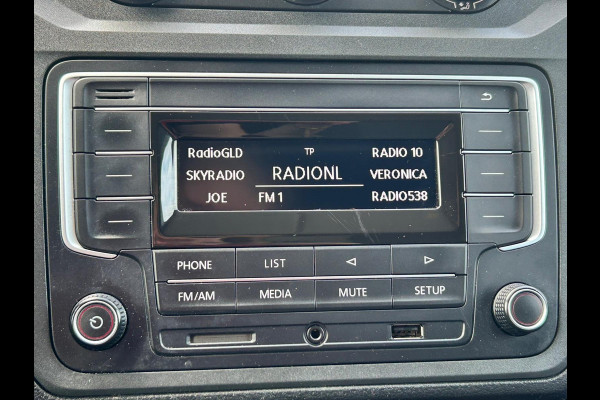 RadioGLD TP RADIO 10
SKYRADIO RADIONL VERONICA
JOE FM 1 RADIO538
PHONE LIST
FM/AM MEDIA MUTE SETUP